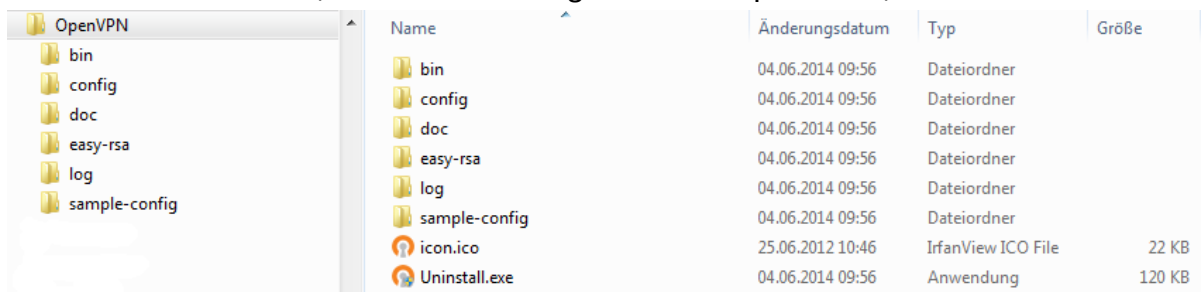 OpenVPN
bin
config
doc
easy-rsa
log
sample-config
Name Änderungsdatum Typ Größe
bin 04.06.2014 09:56 Dateiordner
config 04.06.2014 09:56 Dateiordner
doc 04.06.2014 09:56 Dateiordner
easy-rsa 04.06.2014 09:56 Dateiordner
log 04.06.2014 09:56 Dateiordner
sample-config 04.06.2014 09:56 Dateiordner
icon.ico 25.06.2012 10:46 IrfanView ICO File 22 KB
Uninstall.exe 04.06.2014 09:56 Anwendung 120 KB